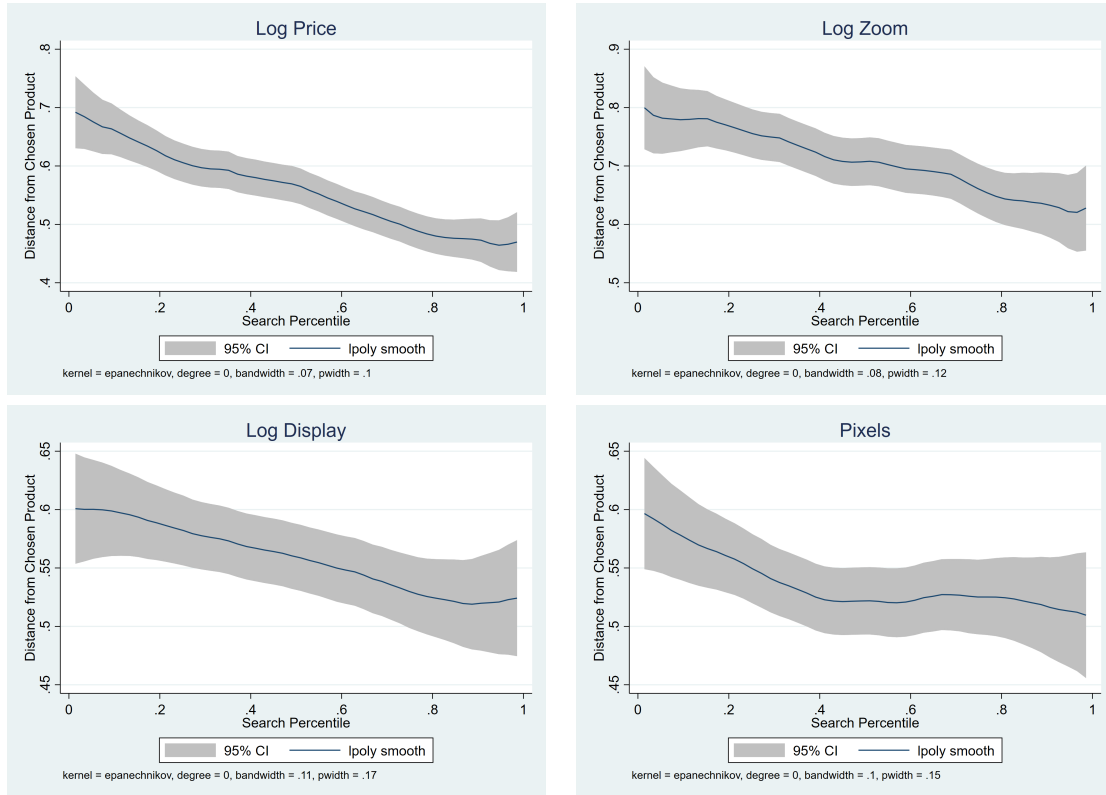 Log Price
Distance from Chosen Product
.8
.7
.6
.5
.4
0 .2 .4 .6 .8 1
Search Percentile
95% CI lpoly smooth
kernel = epanechnikov, degree = 0, bandwidth = .07, pwidth = .1
Log Zoom
Distance from Chosen Product
.9
.8
.7
.6
.5
0 .2 .4 .6 .8 1
Search Percentile
95% CI lpoly smooth
kernel = epanechnikov, degree = 0, bandwidth = .08, pwidth = .12
Log Display
Distance from Chosen Product
.65
.6
.55
.5
.45
0 .2 .4 .6 .8 1
Search Percentile
95% CI lpoly smooth
kernel = epanechnikov, degree = 0, bandwidth = .11, pwidth = .17
Pixels
Distance from Chosen Product
.65
.6
.55
.5
.45
0 .2 .4 .6 .8 1
Search Percentile
95% CI lpoly smooth
kernel = epanechnikov, degree = 0, bandwidth = .1, pwidth = .15